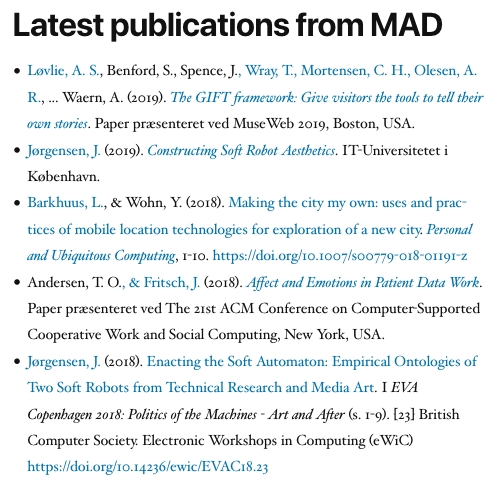 Latest publications from MAD
• Løvlie, A. S., Benford, S., Spence, J., Wray, T., Mortensen, C. H., Olesen, A.
R., ... Waern, A. (2019). The GIFT framework: Give visitors the tools to tell their
own stories. Paper præsenteret ved MuseWeb 2019, Boston, USA.
• Jørgensen, J. (2019). Constructing Soft Robot Aesthetics. IT-Universitetet i
København.
• Barkhuus, L., & Wohn, Y. (2018). Making the city my own: uses and prac-
tices of mobile location technologies for exploration of a new city. Personal
and Ubiquitous Computing, 1-10. https://doi.org/10.1007/s00779-018-01191-z
• Andersen, T. O., & Fritsch, J. (2018). Affect and Emotions in Patient Data Work.
Paper præsenteret ved The 21st ACM Conference on Computer-Supported
Cooperative Work and Social Computing, New York, USA.
• Jørgensen, J. (2018). Enacting the Soft Automaton: Empirical Ontologies of
Two Soft Robots from Technical Research and Media Art. I EVA
Copenhagen 2018: Politics of the Machines - Art and After (s. 1-9). [23] British
Computer Society. Electronic Workshops in Computing (eWiC)
https://doi.org/10.14236/ewic/EVAC18.23